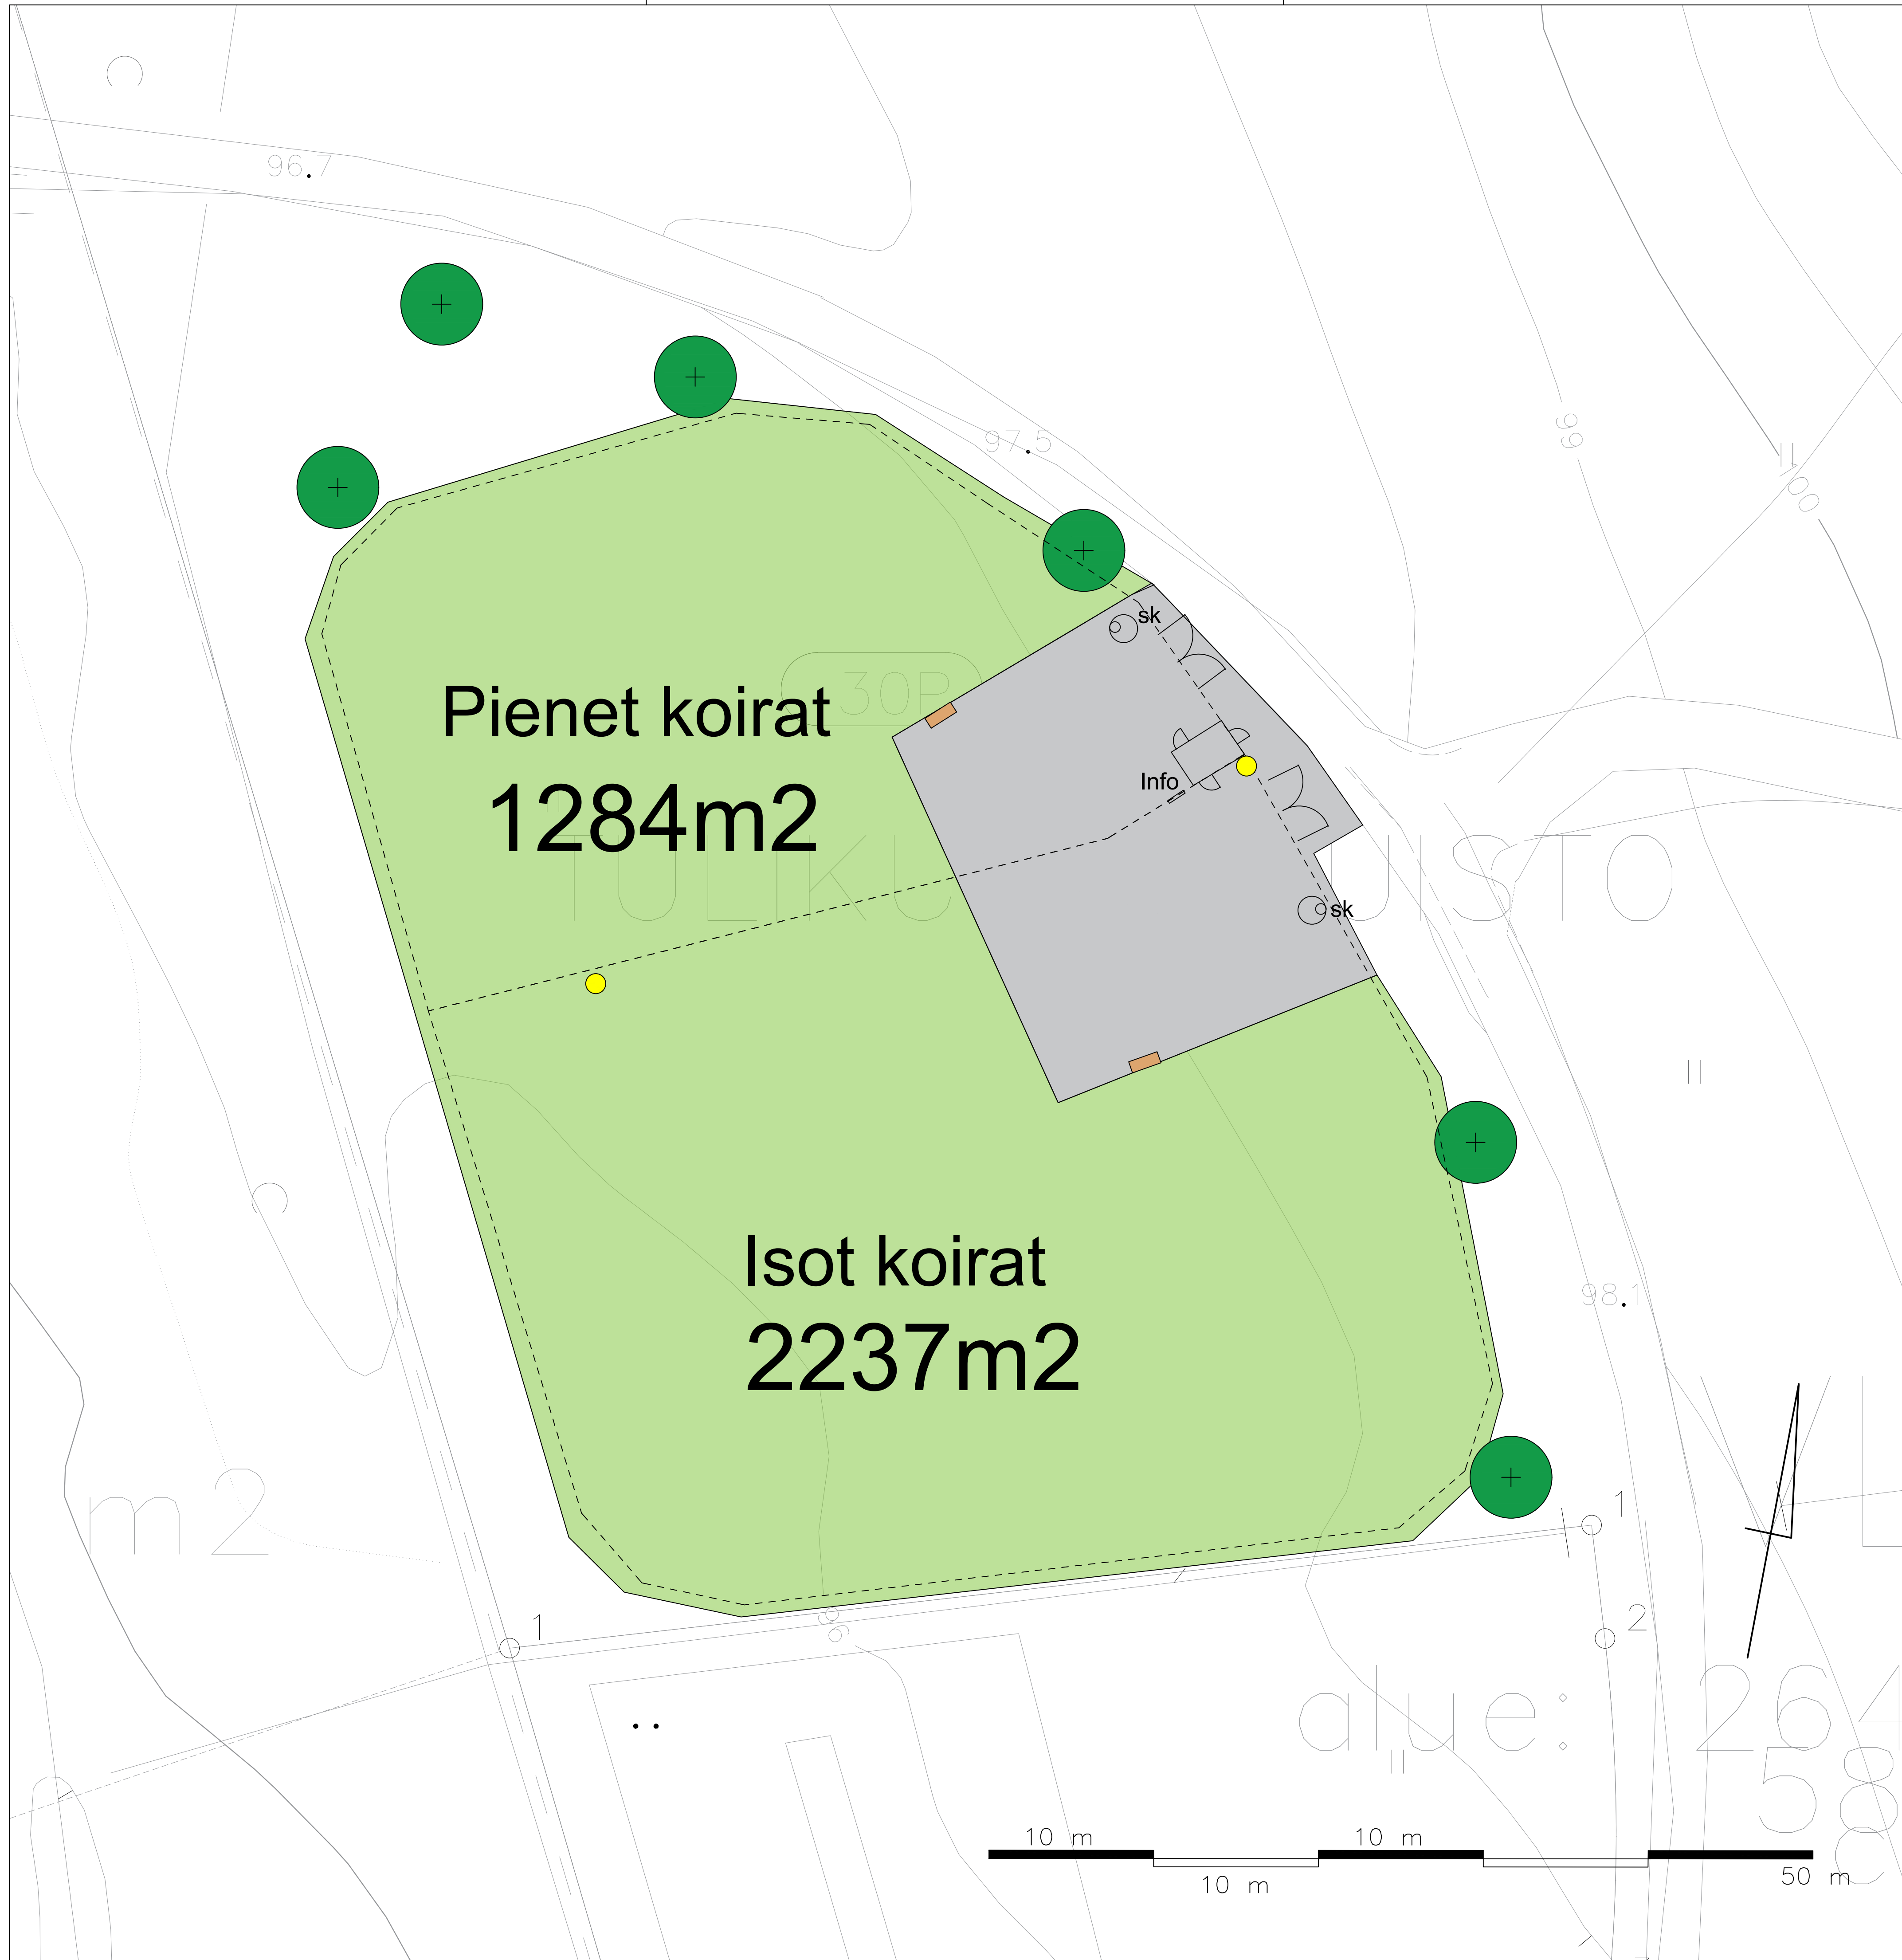 96.7
97.5
99
100
sk
30P
Pienet koirat
1284m2
Info
TULIKU
UISTO
sk
98.1
Isot koirat
2237m2
m2
1
1
2
alue: 264
58
10 m
10 m
10 m
50 m